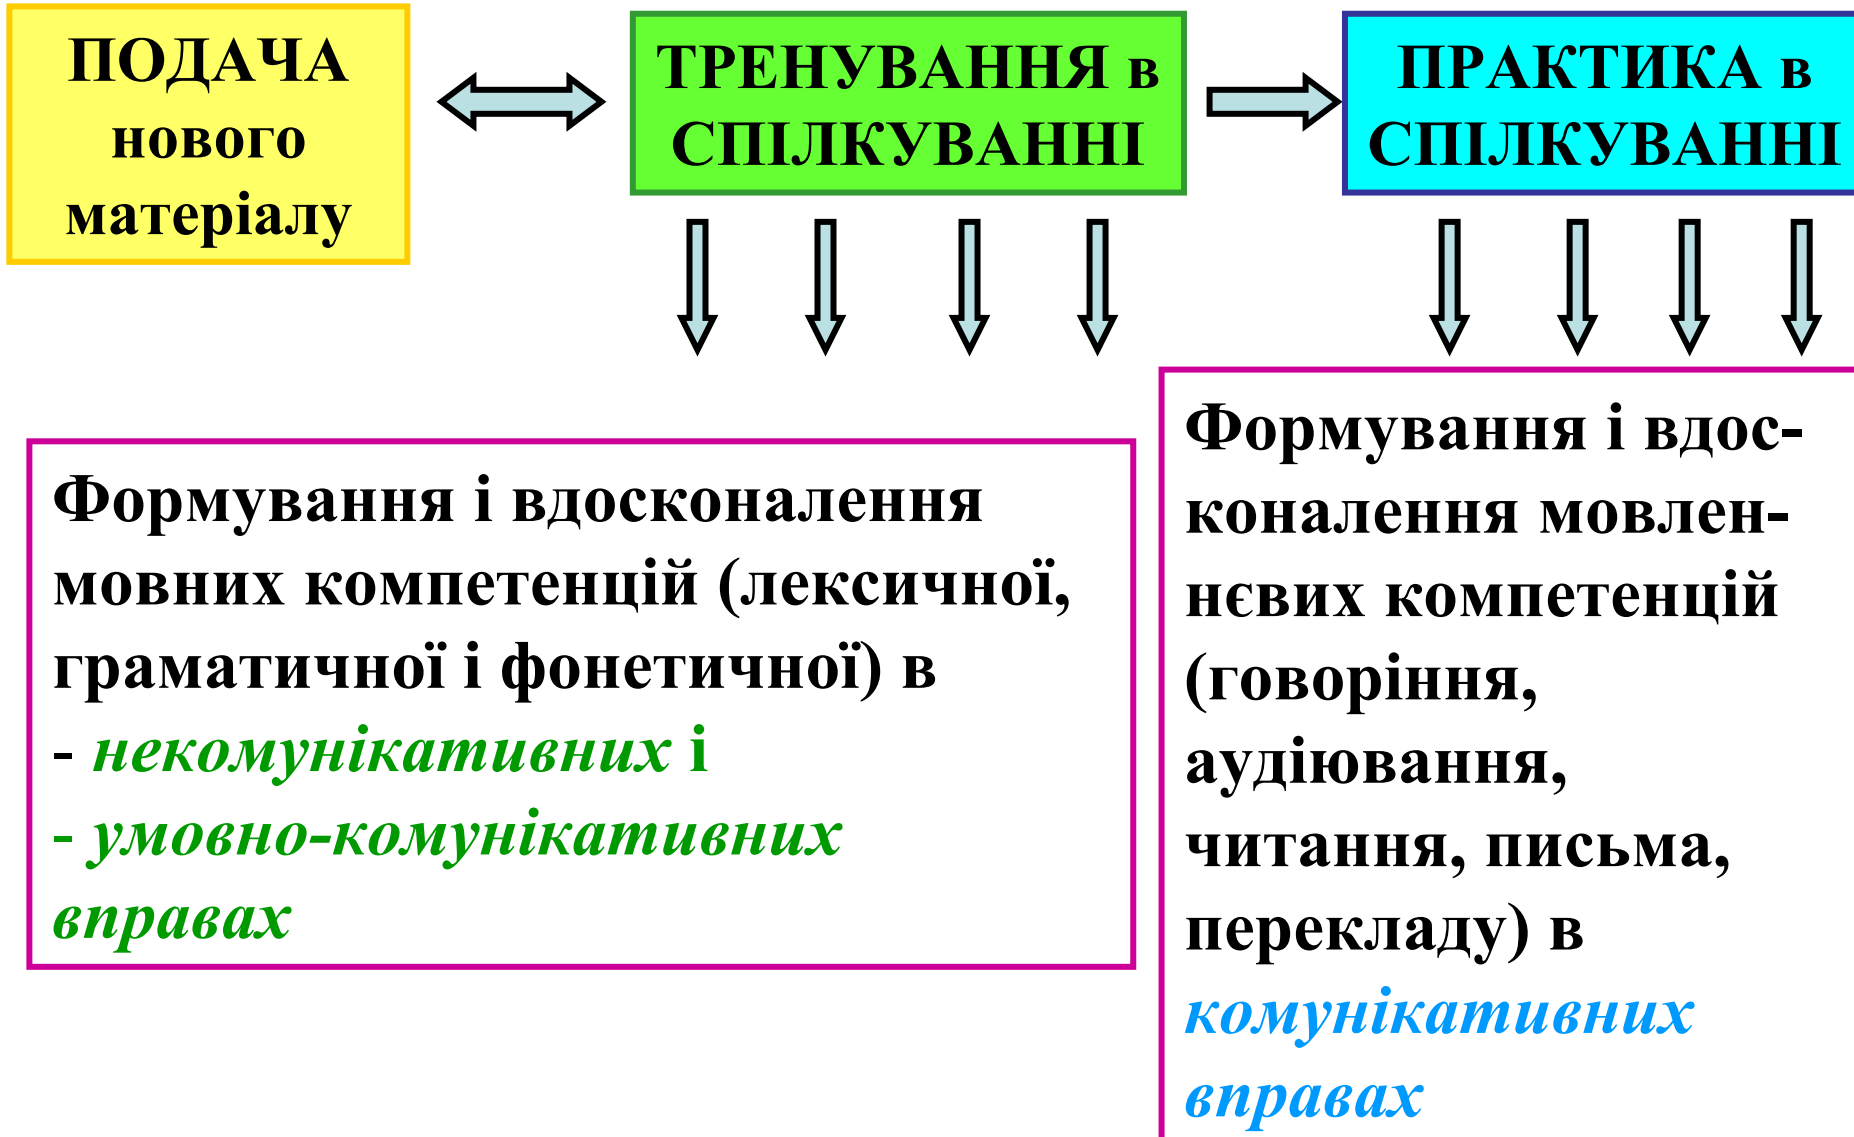 ПОДАЧА
нового
матеріалу
ТРЕНУВАННЯ в
СПІЛКУВАННІ
ПРАКТИКА в
СПІЛКУВАННІ
Формування і вдосконалення
мовних компетенцій (лексичної,
граматичної і фонетичної) в
- некомунікативних і
- умовно-комунікативних
вправах
Формування і вдос-
коналення мовлен-
нєвих компетенцій
(говоріння,
аудіювання,
читання, письма,
перекладу) в
комунікативних
вправах